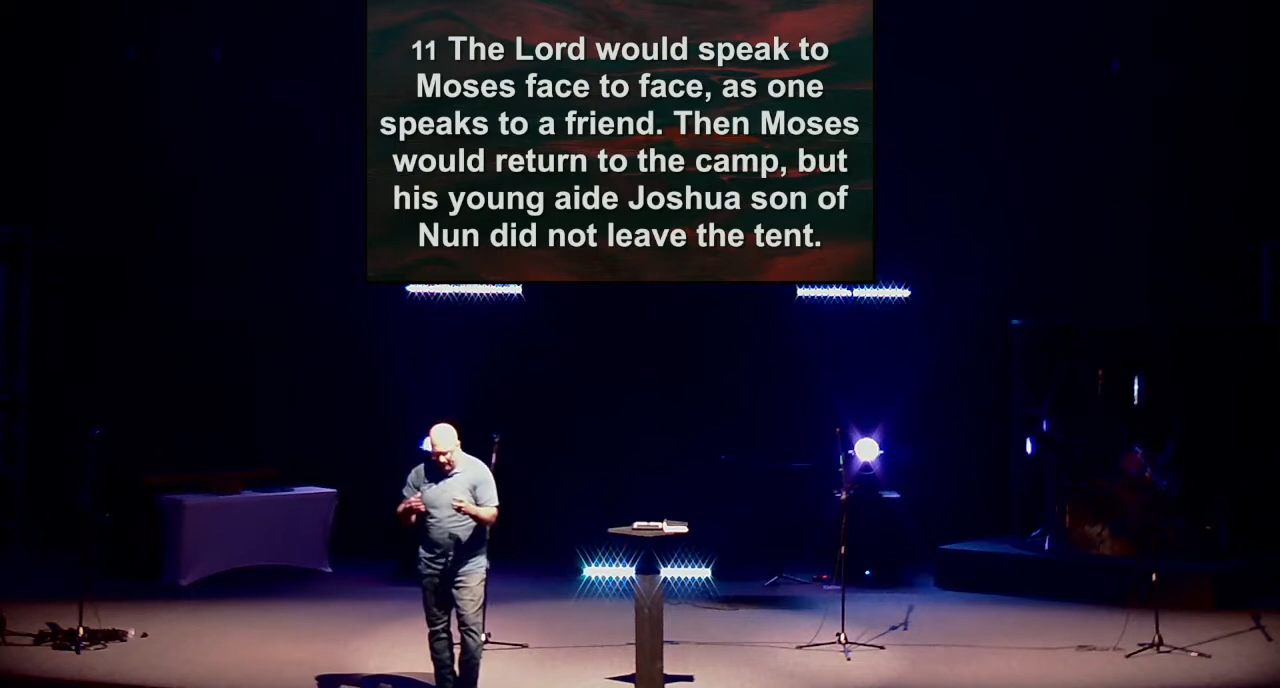 11 The Lord would speak to
Moses face to face, as one
speaks to a friend. Then Moses
would return to the camp, but
his young aide Joshua son of
Nun did not leave the tent.